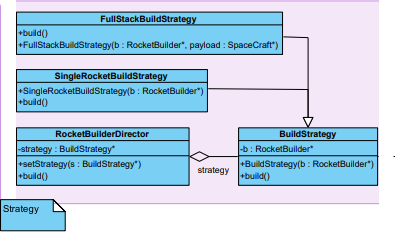 FullStackBuildStrategy
+build()
+FullStackBuildStrategy(b : RocketBuilder*, payload : SpaceCraft*)
SingleRocketBuildStrategy
+SingleRocketBuildStrategy(b : RocketBuilder*)
+build()
RocketBuilderDirector
-strategy : BuildStrategy*
+setStrategy(s : BuildStrategy*)
+build()
strategy
BuildStrategy
-b : RocketBuilder*
+BuildStrategy(b : RocketBuilder*)
+build()
Strategy